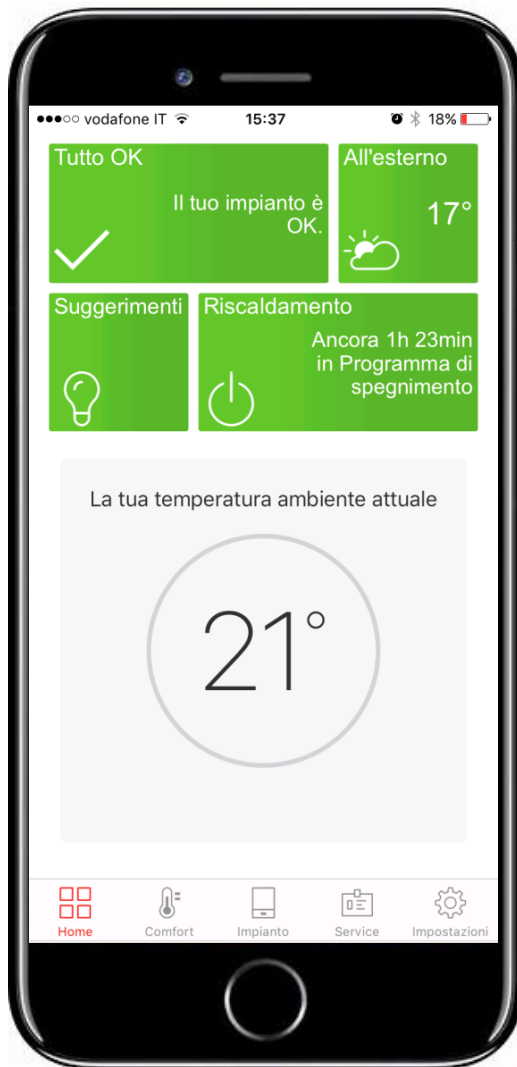 vodafone IT 15:37 18%
Tutto OK
Il tuo impianto è
OK.
All'esterno
17°
Suggerimenti
Riscaldamento
Ancora 1h 23min
in Programma di
spegnimento
La tua temperatura ambiente attuale
21°
Home Comfort Impianto Service Impostazioni